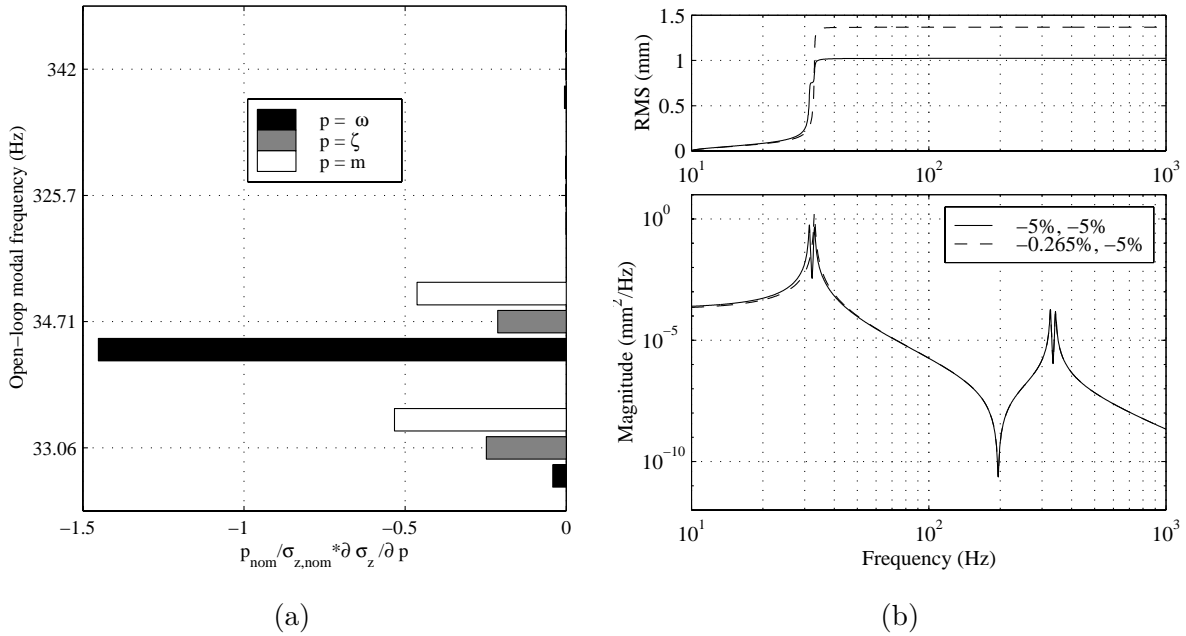 Open−loop modal frequency (Hz)
342
325.7
34.71
33.06
p = ω
p = ζ
p = m
−1.5
−1
−0.5
0
p_nom/σ_z,nom*∂ σ_z/∂ p
(a)
RMS (mm)
1.5
1
0.5
0
10^1
10^2
10^3
Magnitude (mm^2/Hz)
10^0
10^−5
10^−10
−5%, −5%
−0.265%, −5%
10^1
10^2
10^3
Frequency (Hz)
(b)